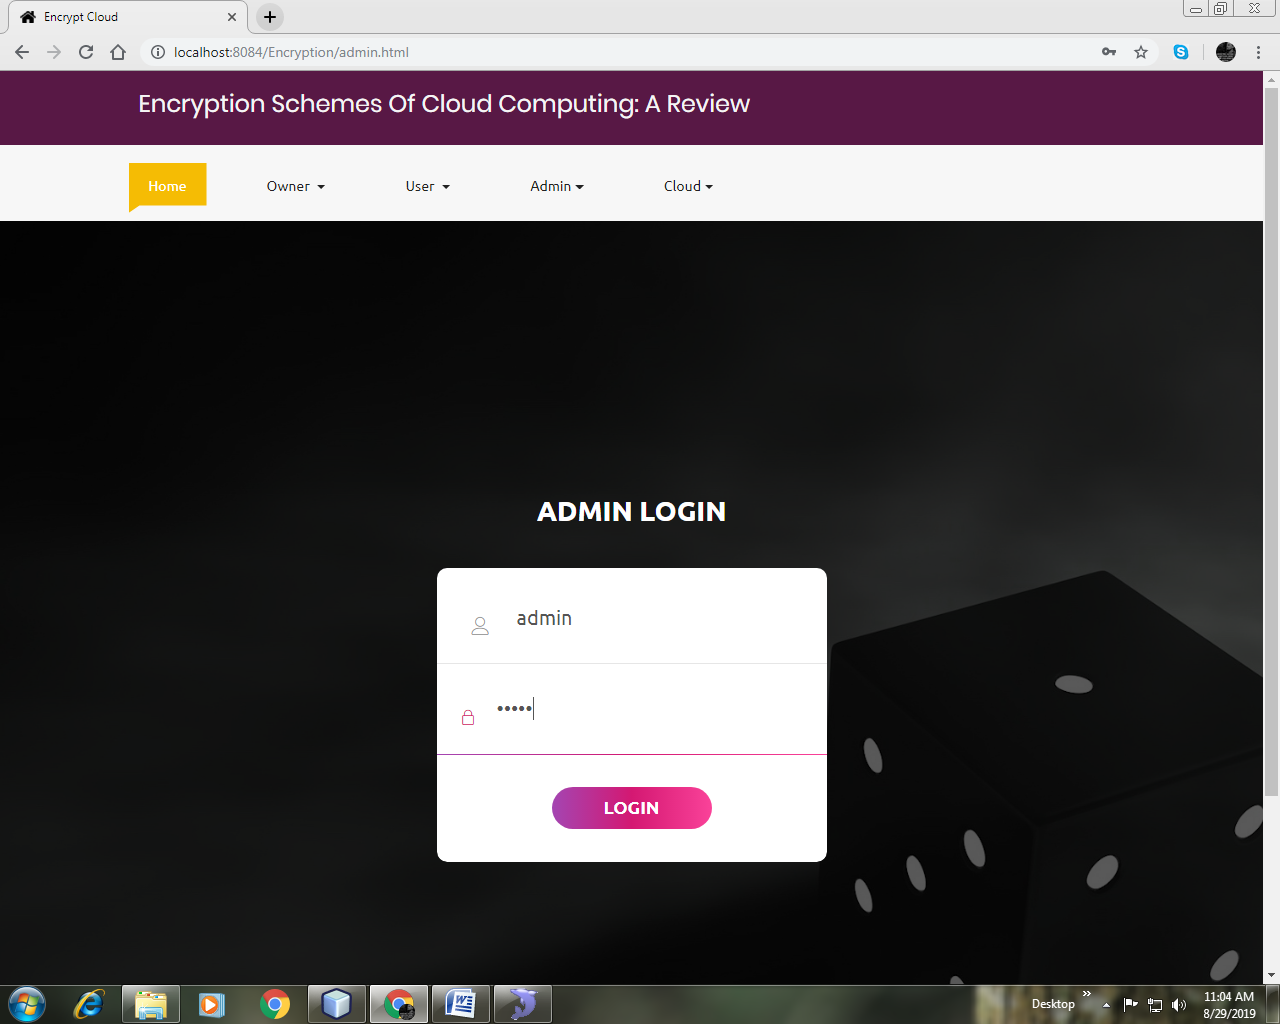 Encrypt Cloud
localhost:8084/Encryption/admin.html
Encryption Schemes Of Cloud Computing: A Review
Home Owner User Admin Cloud
ADMIN LOGIN
admin
•••••
LOGIN
Desktop
11:04 AM
8/29/2019